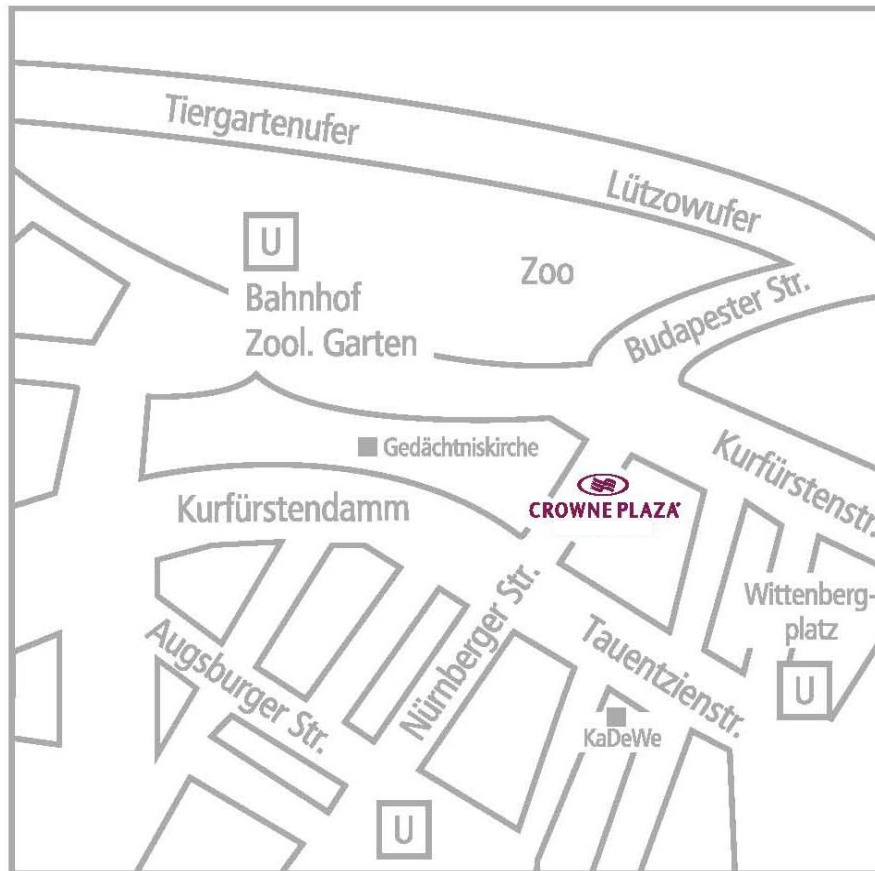 Tiergartenufer
Lützowufer
U
Zoo
Bahnhof
Zool. Garten
Budapester Str.
Gedächtniskirche
Kurfürstenstr.
CROWNE PLAZA
Kurfürstendamm
Wittenberg-
platz
U
Nürnberger Str.
Tauentzienstr.
Augsburger Str.
KaDeWe
U